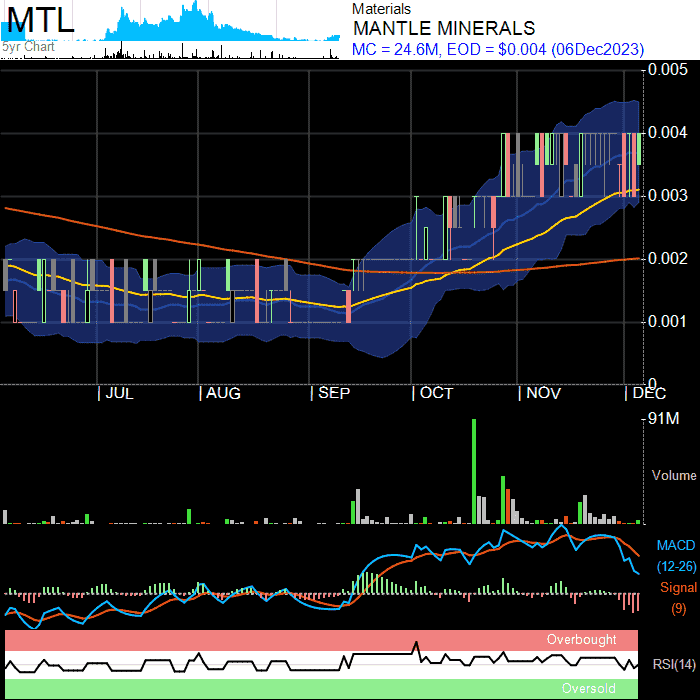 MTL
5yr Chart
Materials
MANTLE MINERALS
MC = 24.6M, EOD = $0.004 (06Dec2023)
0.005
0.004
0.003
0.002
0.001
0
| JUL | AUG | SEP | OCT | NOV | DEC
91M
Volume
MACD
(12-26)
Signal
(9)
Overbought
RSI(14)
Oversold